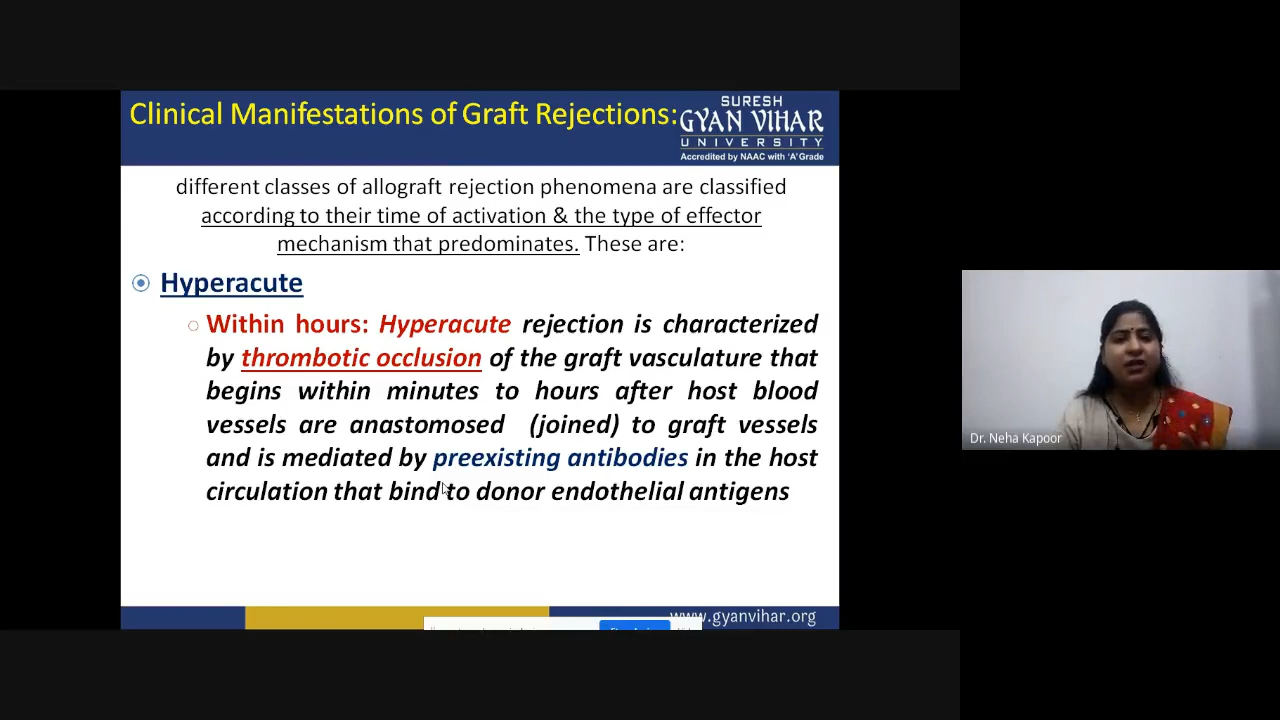 Clinical Manifestations of Graft Rejections:
SURESH
GYAN VIHAR
UNIVERSITY
Accredited by NAAC with 'A' Grade
different classes of allograft rejection phenomena are classified
according to their time of activation & the type of effector
mechanism that predominates. These are:
Hyperacute
Within hours: Hyperacute rejection is characterized
by thrombotic occlusion of the graft vasculature that
begins within minutes to hours after host blood
vessels are anastomosed (joined) to graft vessels
and is mediated by preexisting antibodies in the host
circulation that bind to donor endothelial antigens
www.gyanvihar.org
Dr. Neha Kapoor